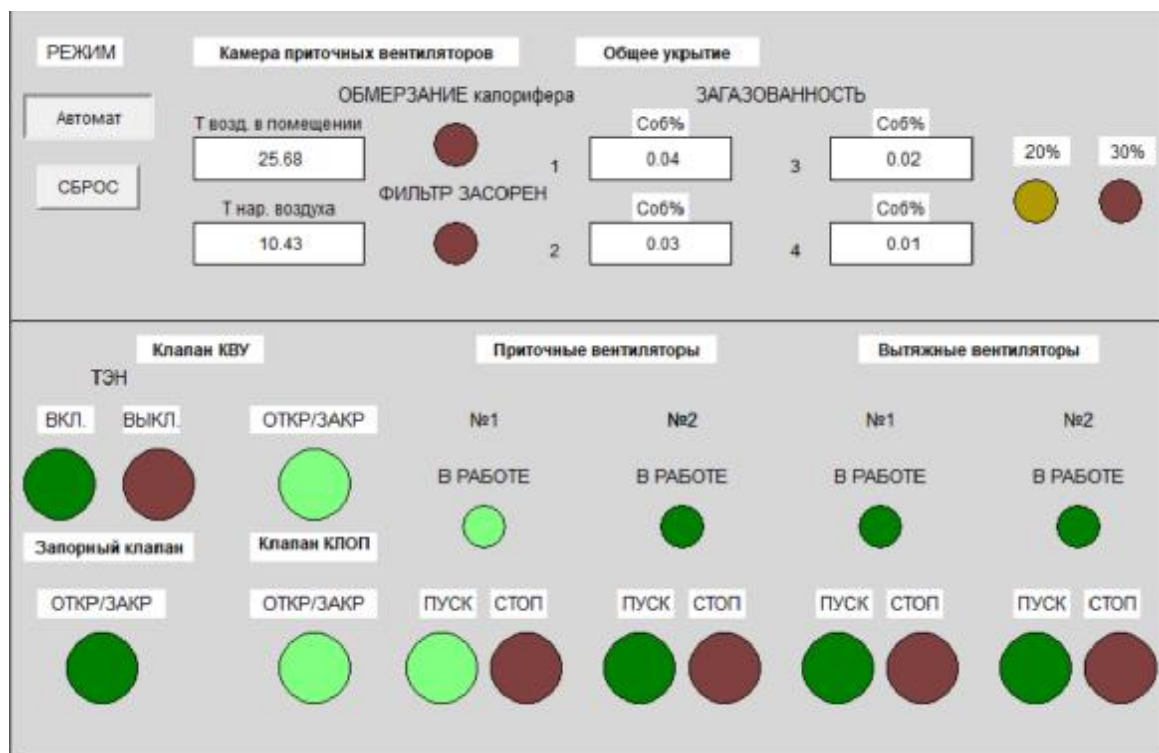 РЕЖИМ Камера приточных вентиляторов Общее укрытие
ОБМЕРЗАНИЕ калорифера ЗАГАЗОВАННОСТЬ
Автомат Т возд. в помещении Соб% Соб%
25.68 1 0.04 3 0.02 20% 30%
СБРОС ФИЛЬТР ЗАСОРЕН
Т нар. воздуха Соб% Соб%
10.43 2 0.03 4 0.01
Клапан КВУ Приточные вентиляторы Вытяжные вентиляторы
ТЭН
ВКЛ. ВЫКЛ. ОТКР/ЗАКР №1 №2 №1 №2
В РАБОТЕ В РАБОТЕ В РАБОТЕ В РАБОТЕ
Запорный клапан Клапан КЛОП
ОТКР/ЗАКР ОТКР/ЗАКР ПУСК СТОП ПУСК СТОП ПУСК СТОП ПУСК СТОП